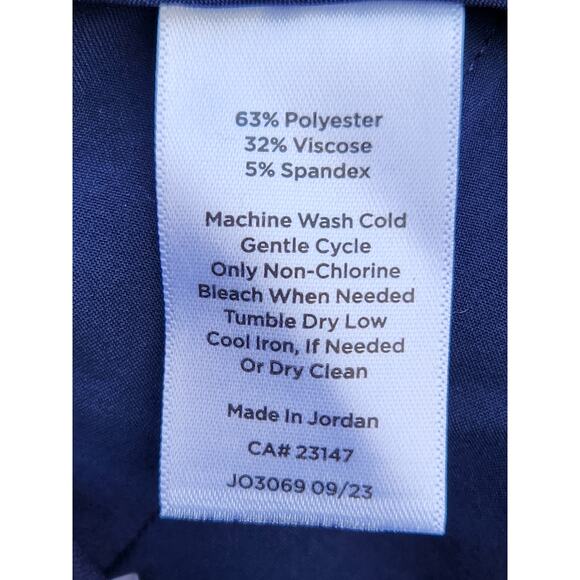 63% Polyester
32% Viscose
5% Spandex
Machine Wash Cold
Gentle Cycle
Only Non-Chlorine
Bleach When Needed
Tumble Dry Low
Cool Iron, If Needed
Or Dry Clean
Made In Jordan
CA# 23147
JO3069 09/23